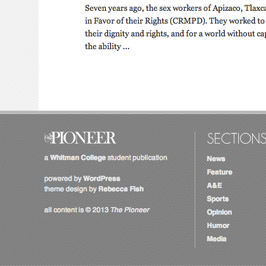 Seven years ago, the sex workers of Apizaco, Tlaxca
in Favor of their Rights (CRMPD). They worked to
their dignity and rights, and for a world without cap
the ability ...
the PIONEER
a Whitman College student publication
powered by WordPress
theme design by Rebecca Fish
all content is © 2013 The Pioneer
SECTIONS
News
Feature
A&E
Sports
Opinion
Humor
Media